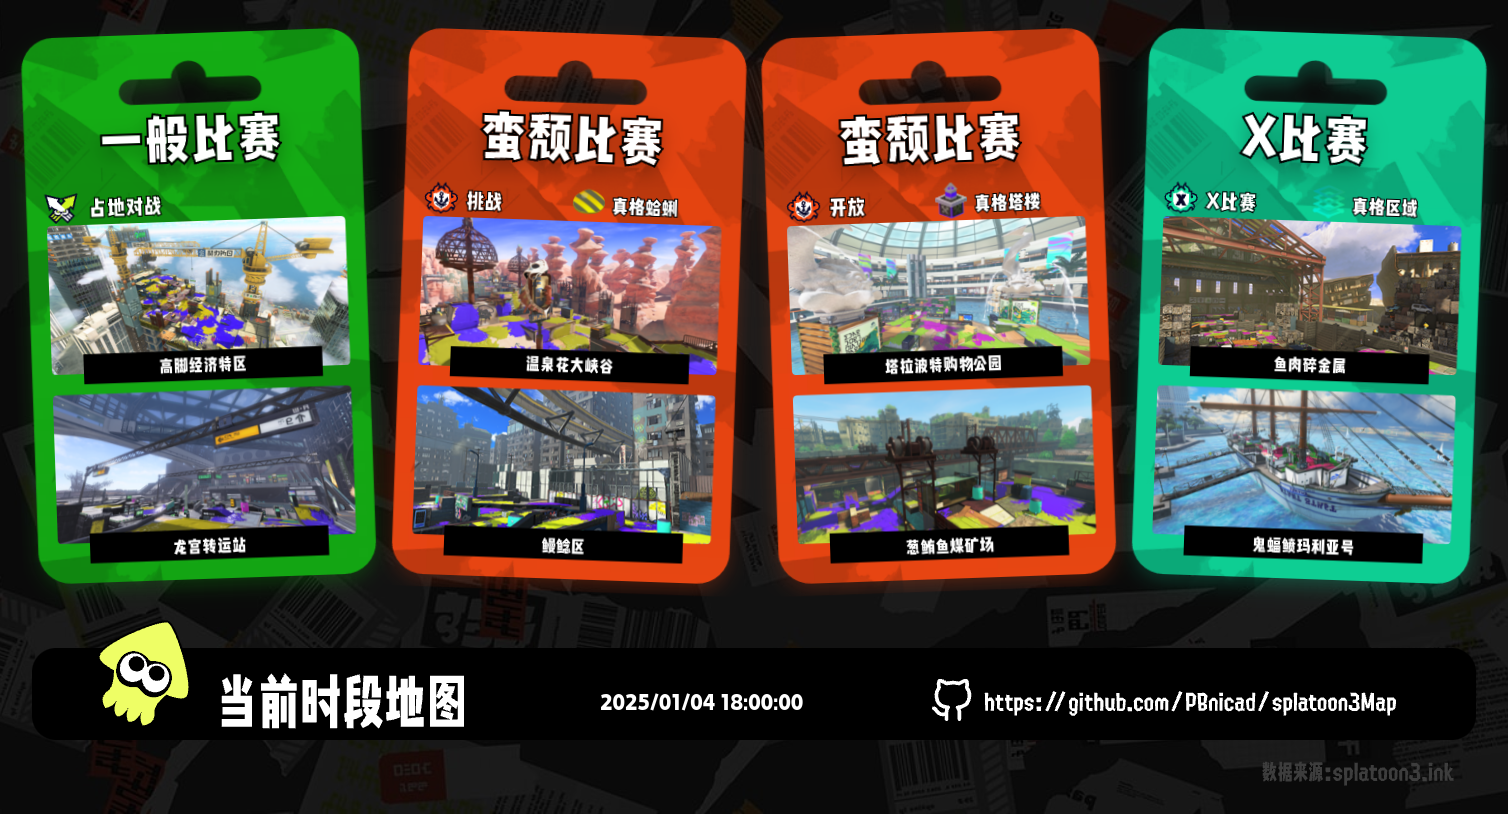 一般比赛
占地对战
高脚经济特区
龙宫转运站
蛮颓比赛
挑战 真格蛤蜊
温泉花大峡谷
鳗鲶区
蛮颓比赛
开放 真格塔楼
塔拉波特购物公园
葱鲔鱼煤矿场
X比赛
X比赛 真格区域
鱼肉碎金属
鬼蝠鲼玛利亚号
当前时段地图
2025/01/04 18:00:00
https://github.com/PBnicad/splatoon3Map
数据来源:splatoon3.ink